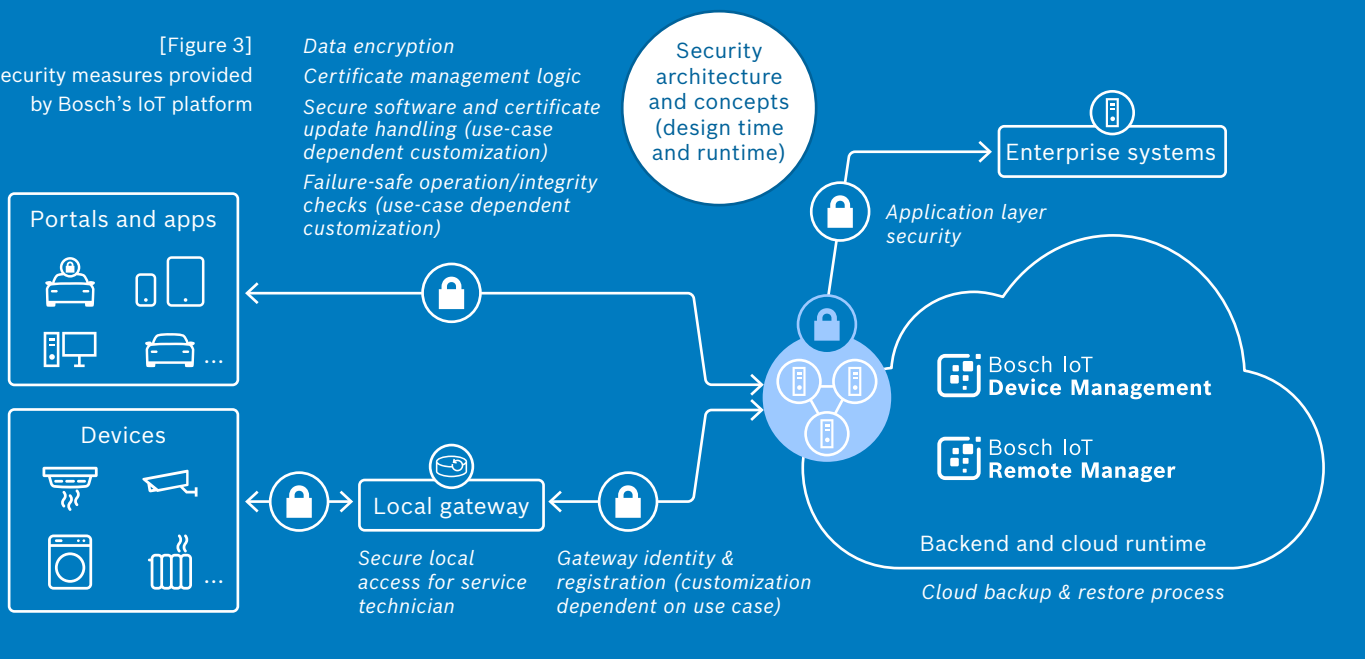 [Figure 3]
ecurity measures provided
by Bosch's IoT platform
Data encryption
Certificate management logic
Secure software and certificate
update handling (use-case
dependent customization)
Failure-safe operation/integrity
checks (use-case dependent
customization)
Security
architecture
and concepts
(design time
and runtime)
Enterprise systems
Application layer
security
Portals and apps
...
Bosch IoT
Device Management
Bosch IoT
Remote Manager
Devices
...
Local gateway
Secure local
access for service
technician
Gateway identity &
registration (customization
dependent on use case)
Backend and cloud runtime
Cloud backup & restore process